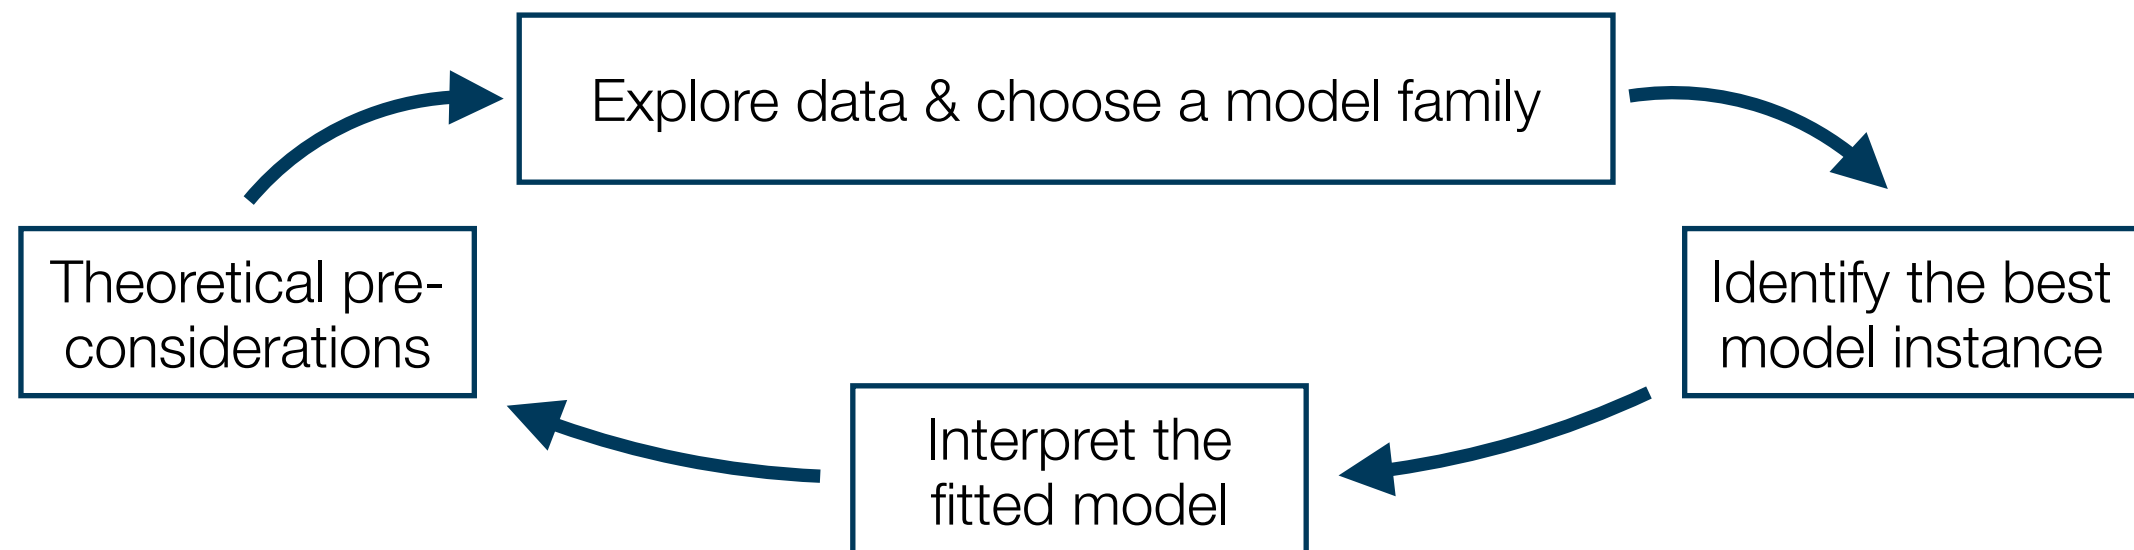 Explore data & choose a model family
Theoretical pre-
considerations
Identify the best
model instance
Interpret the
fitted model